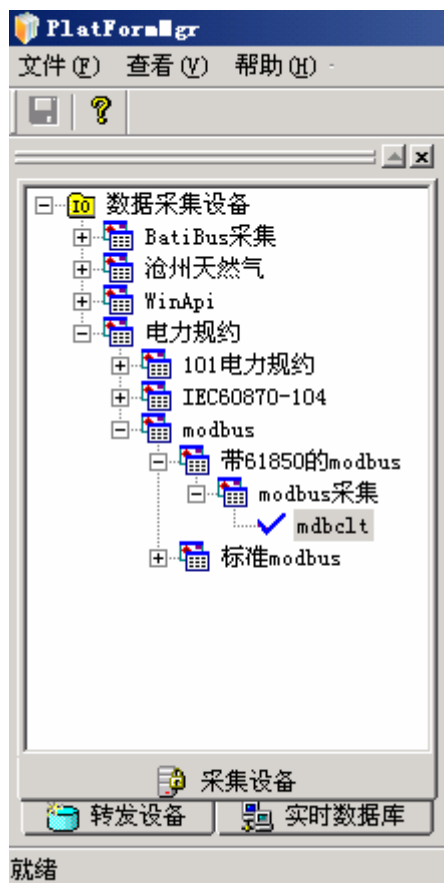 PlatFormMgr
文件(F) 查看(V) 帮助(H)
数据采集设备
BatiBus采集
沧州天然气
WinApi
电力规约
101电力规约
IEC60870-104
modbus
带61850的modbus
modbus采集
mdbclt
标准modbus
采集设备
转发设备 实时数据库
就绪